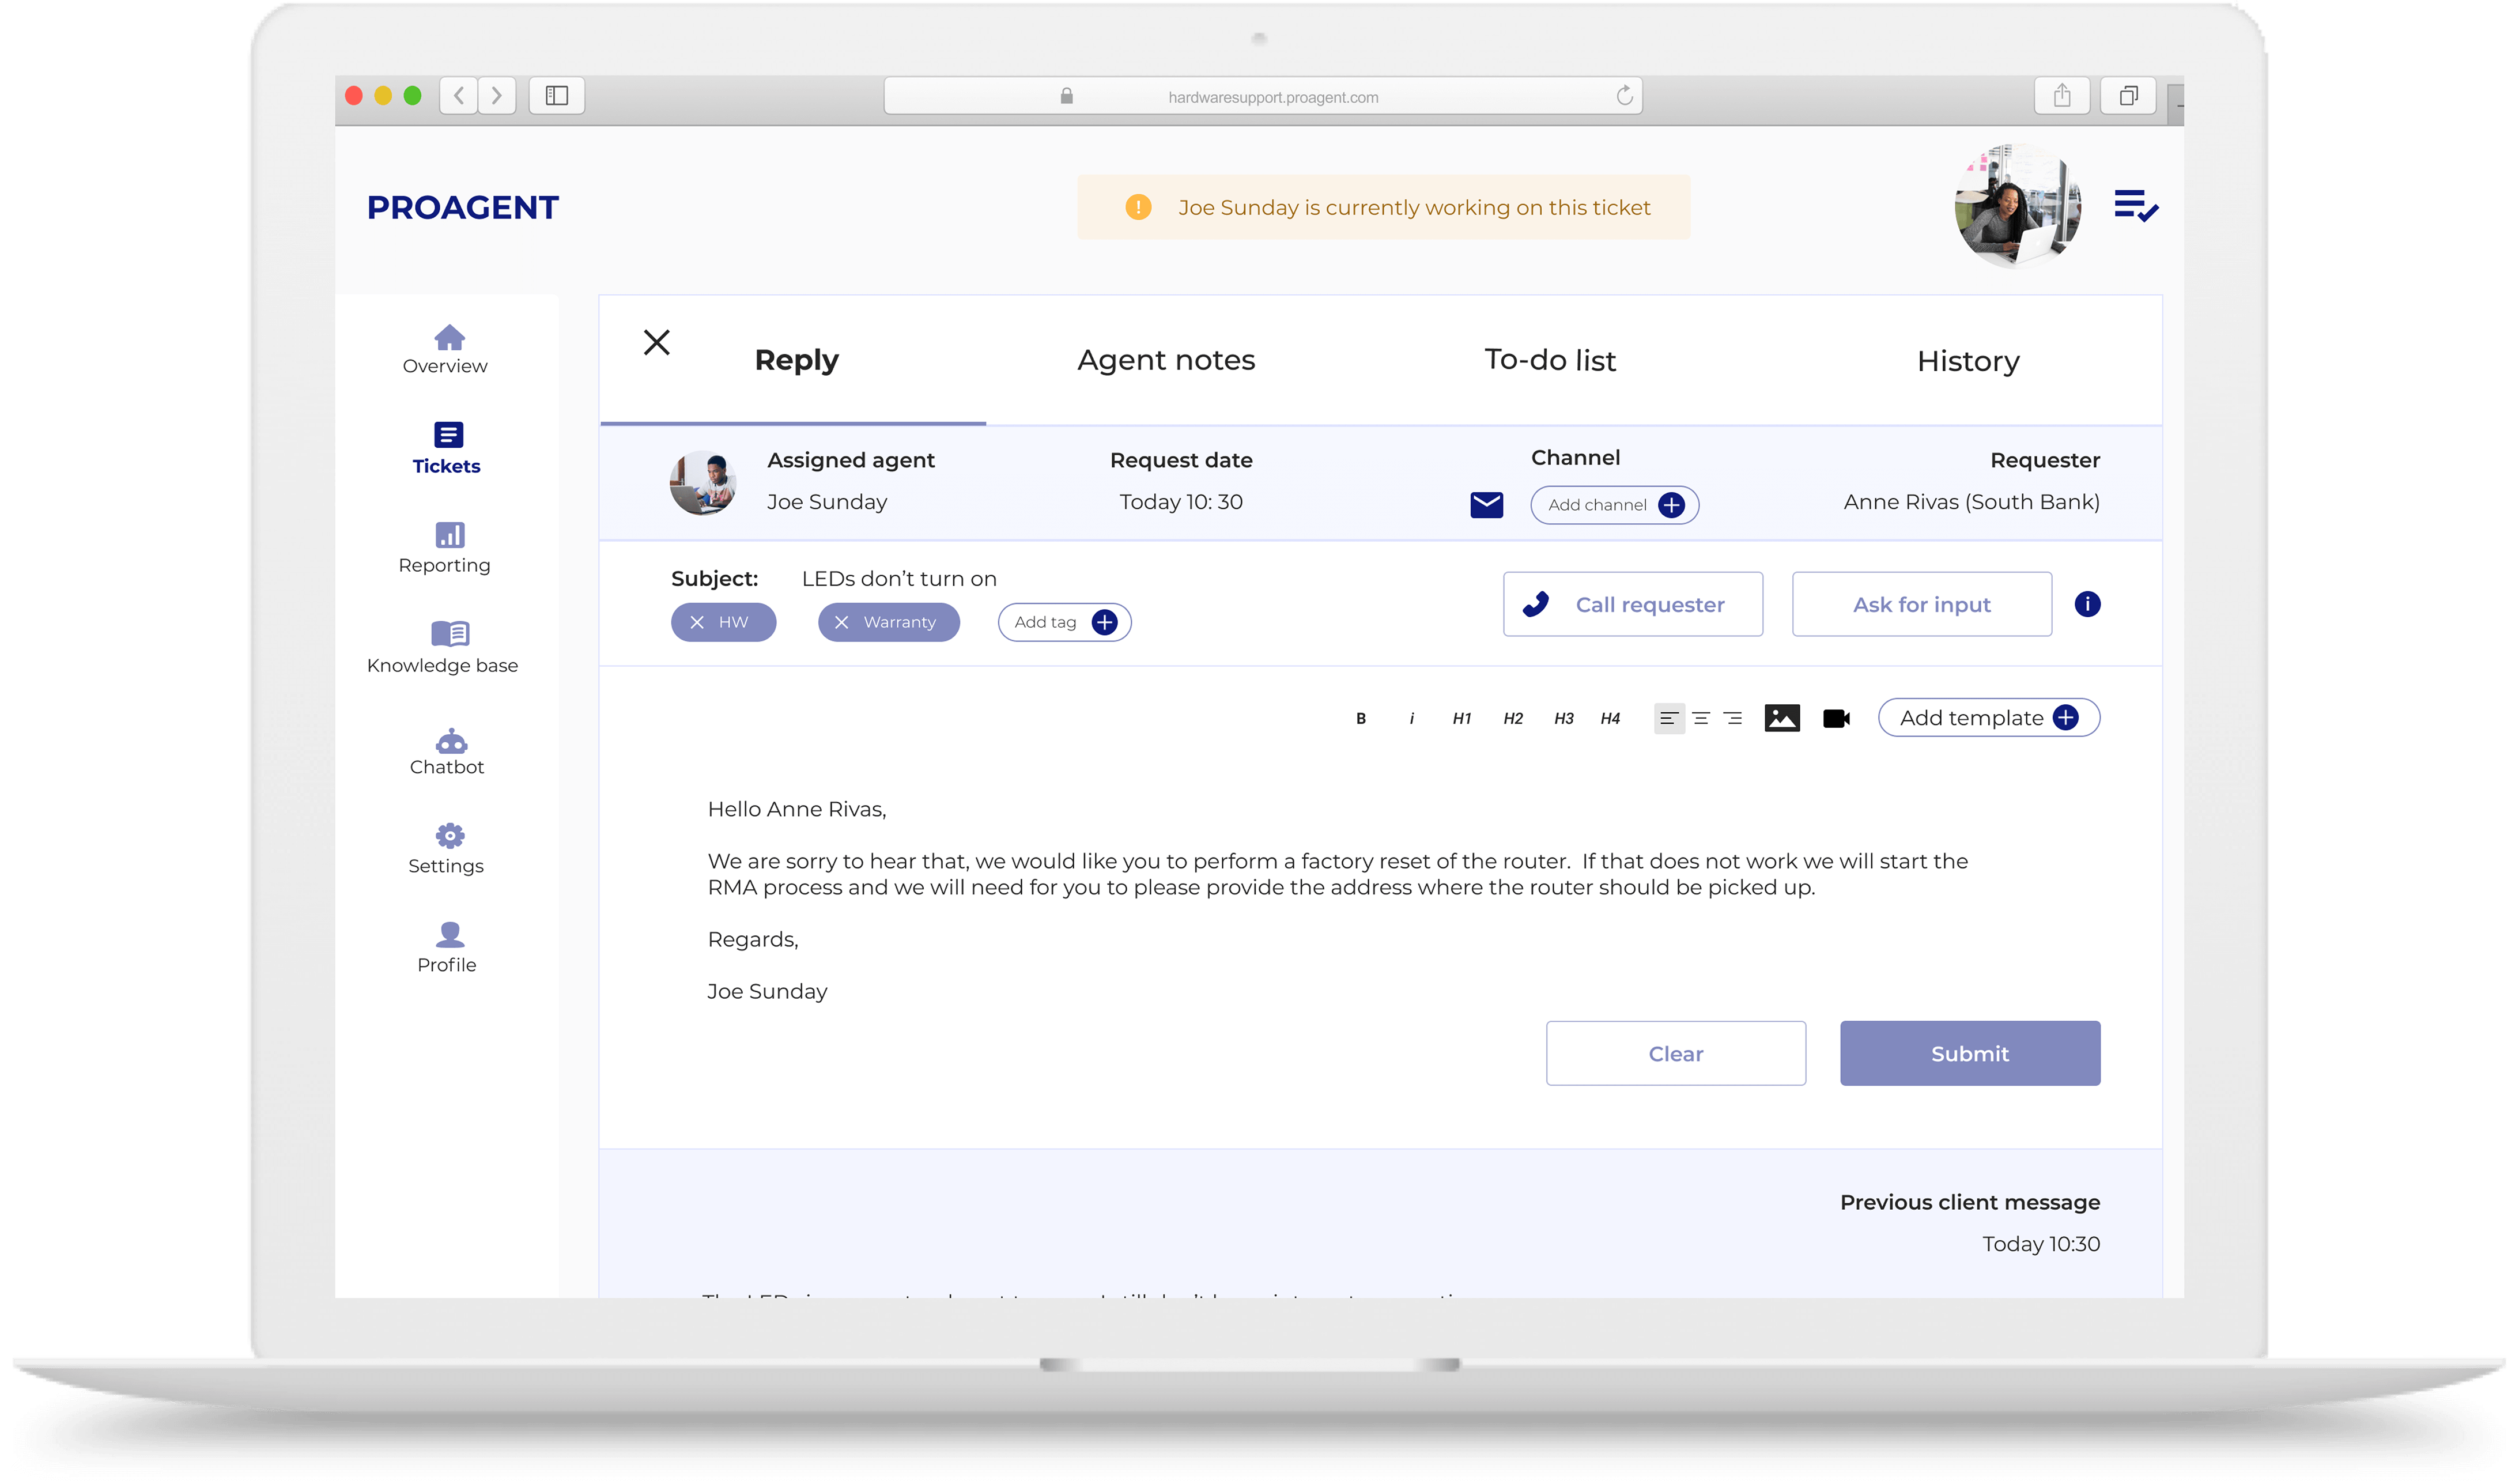 hardwaresupport.proagent.com
PROAGENT
Joe Sunday is currently working on this ticket
Overview
Tickets
Reporting
Knowledge base
Chatbot
Settings
Profile
Reply
Agent notes
To-do list
History
Assigned agent
Joe Sunday
Request date
Today 10: 30
Channel
Add channel
Requester
Anne Rivas (South Bank)
Subject: LEDs don’t turn on
HW
Warranty
Add tag
Call requester
Ask for input
B i H1 H2 H3 H4
Add template
Hello Anne Rivas,
We are sorry to hear that, we would like you to perform a factory reset of the router.  If that does not work we will start the
RMA process and we will need for you to please provide the address where the router should be picked up.
Regards,
Joe Sunday
Clear
Submit
Previous client message
Today 10:30